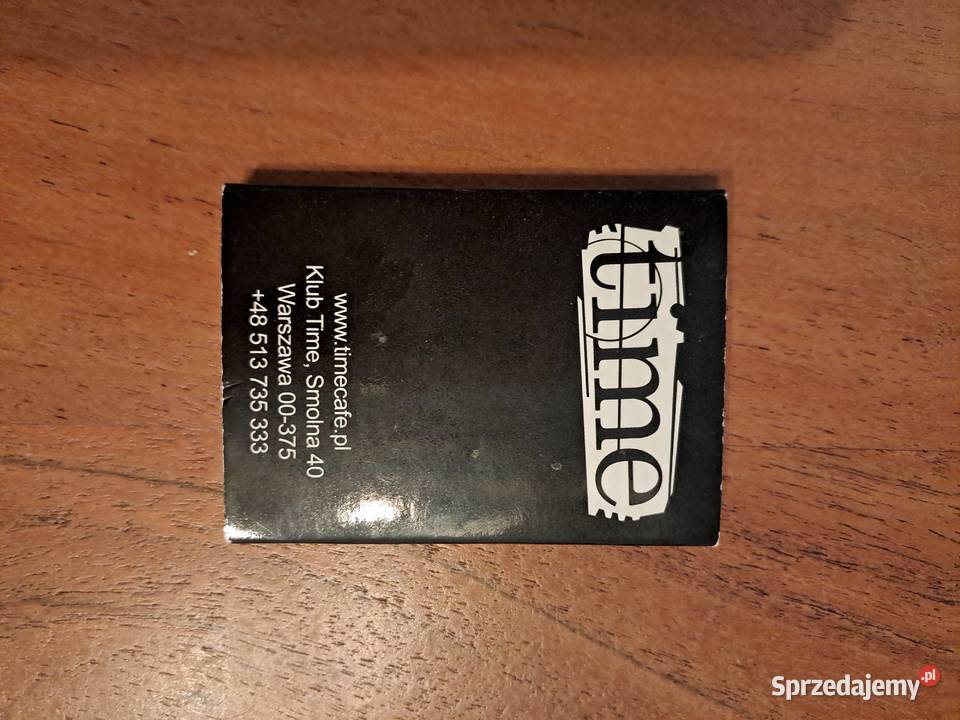 time
www.timecafe.pl
Klub Time, Smolna 40
Warszawa 00-375
+48 513 735 333
Sprzedajemy.pl